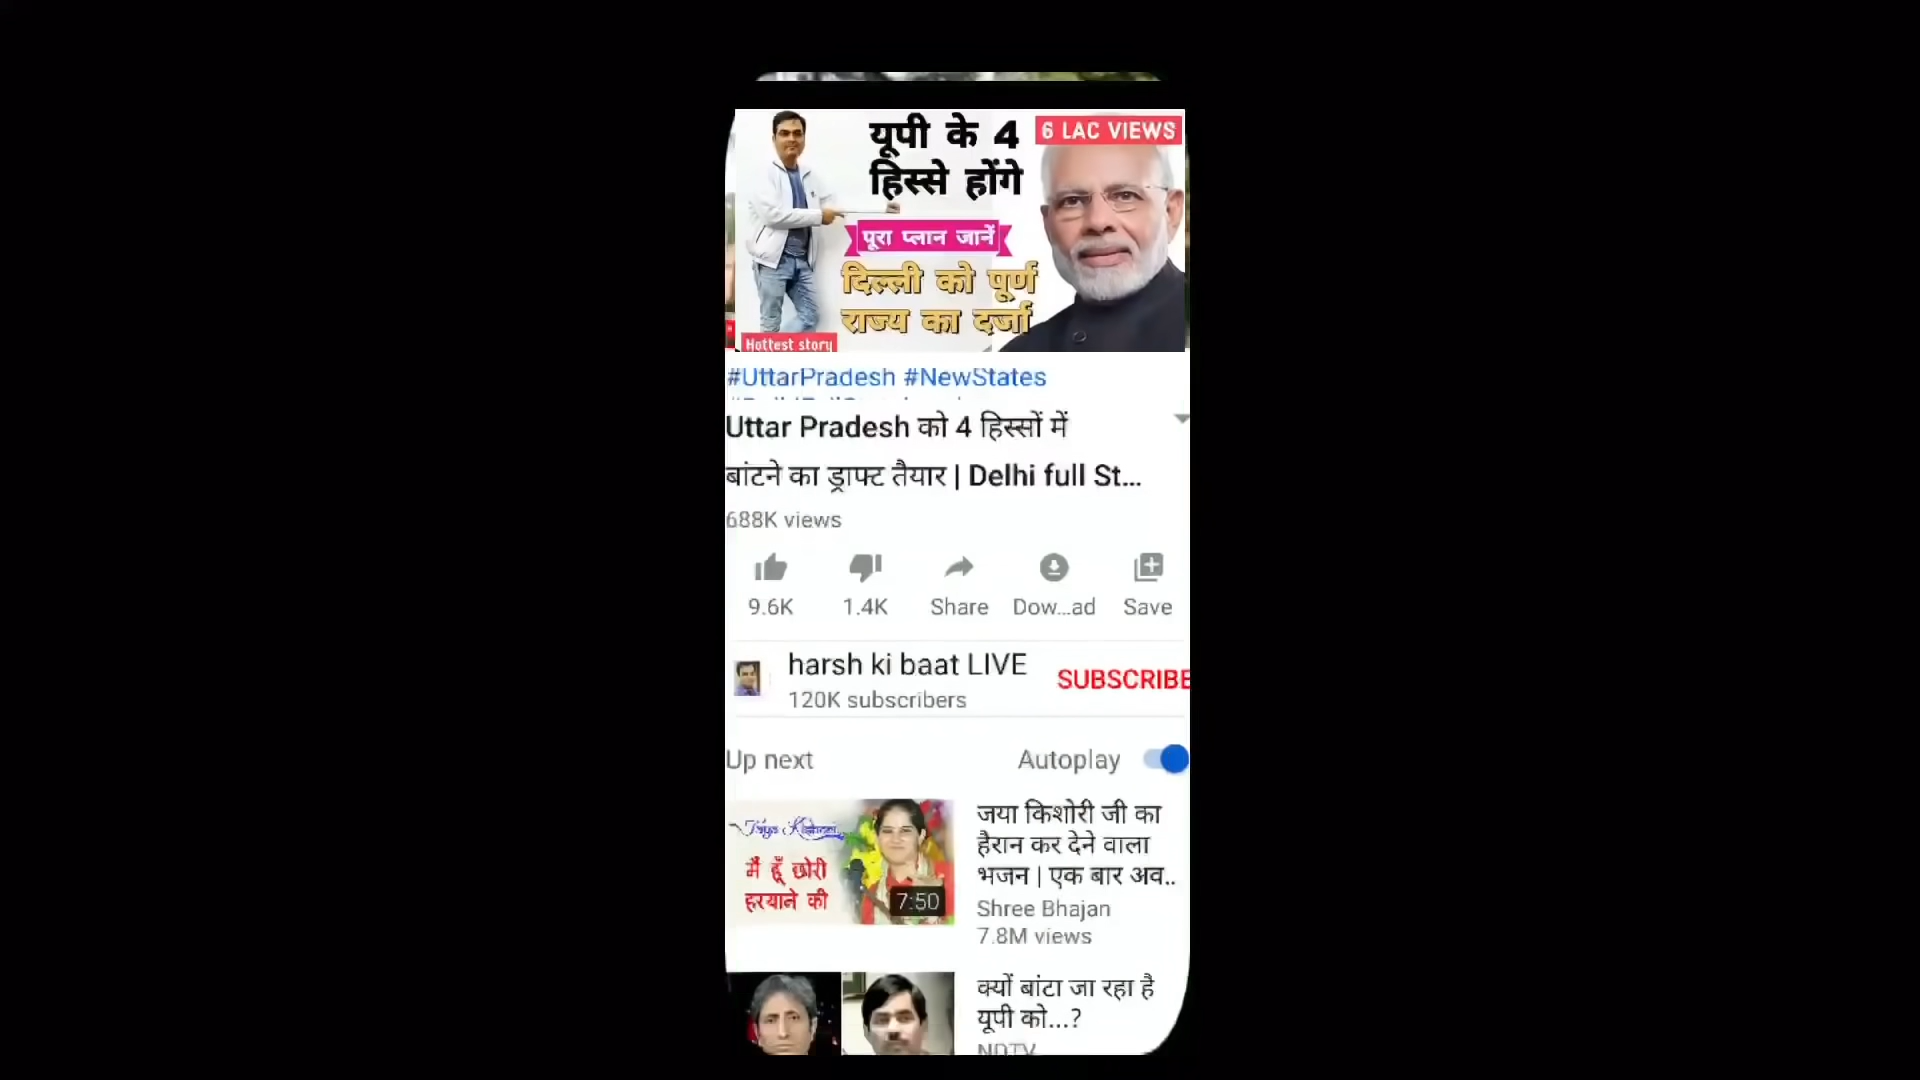 यूपी के 4
हिस्से होंगे
6 LAC VIEWS
पूरा प्लान जानें
दिल्ली को पूर्ण
राज्य का दर्जा
Hottest story
#UttarPradesh #NewStates
Uttar Pradesh को 4 हिस्सों में
बांटने का ड्राफ्ट तैयार | Delhi full St...
688K views
9.6K
1.4K
Share
Dow...ad
Save
harsh ki baat LIVE
SUBSCRIBE
120K subscribers
Up next
Autoplay
मैं हूँ छोरी
हरयाने की
7:50
जया किशोरी जी का
हैरान कर देने वाला
भजन | एक बार अव..
Shree Bhajan
7.8M views
क्यों बांटा जा रहा है
यूपी को...?
NDTV